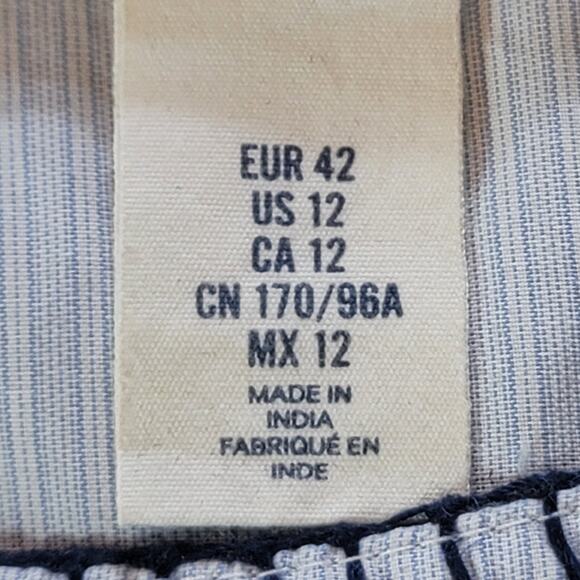 EUR 42
US 12
CA 12
CN 170/96A
MX 12
MADE IN
INDIA
FABRIQUÉ EN
INDE